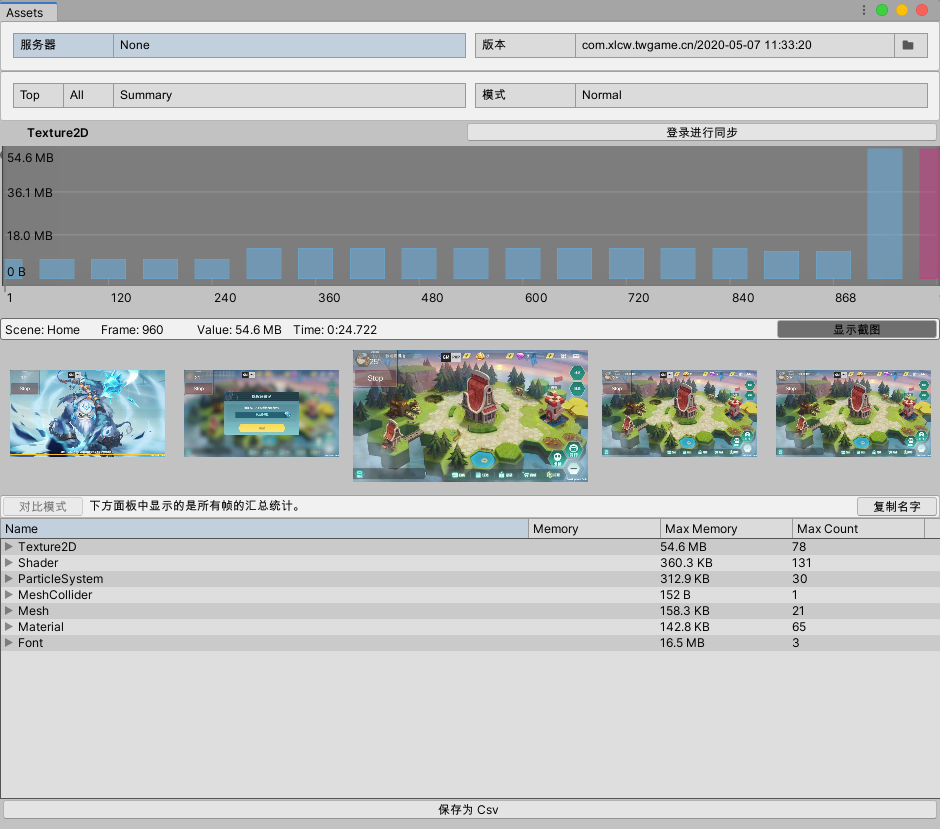 Assets
服务器 None 版本 com.xlcw.twgame.cn/2020-05-07 11:33:20
Top All Summary 模式 Normal
Texture2D 登录进行同步
54.6 MB
36.1 MB
18.0 MB
0 B
1 120 240 360 480 600 720 840 868
Scene: Home Frame: 960 Value: 54.6 MB Time: 0:24.722 显示截图
Stop Stop Stop Stop Stop
对比模式 下方面板中显示的是所有帧的汇总统计。 复制名字
Name Memory Max Memory Max Count
Texture2D 54.6 MB 78
Shader 360.3 KB 131
ParticleSystem 312.9 KB 30
MeshCollider 152 B 1
Mesh 158.3 KB 21
Material 142.8 KB 65
Font 16.5 MB 3
保存为 Csv